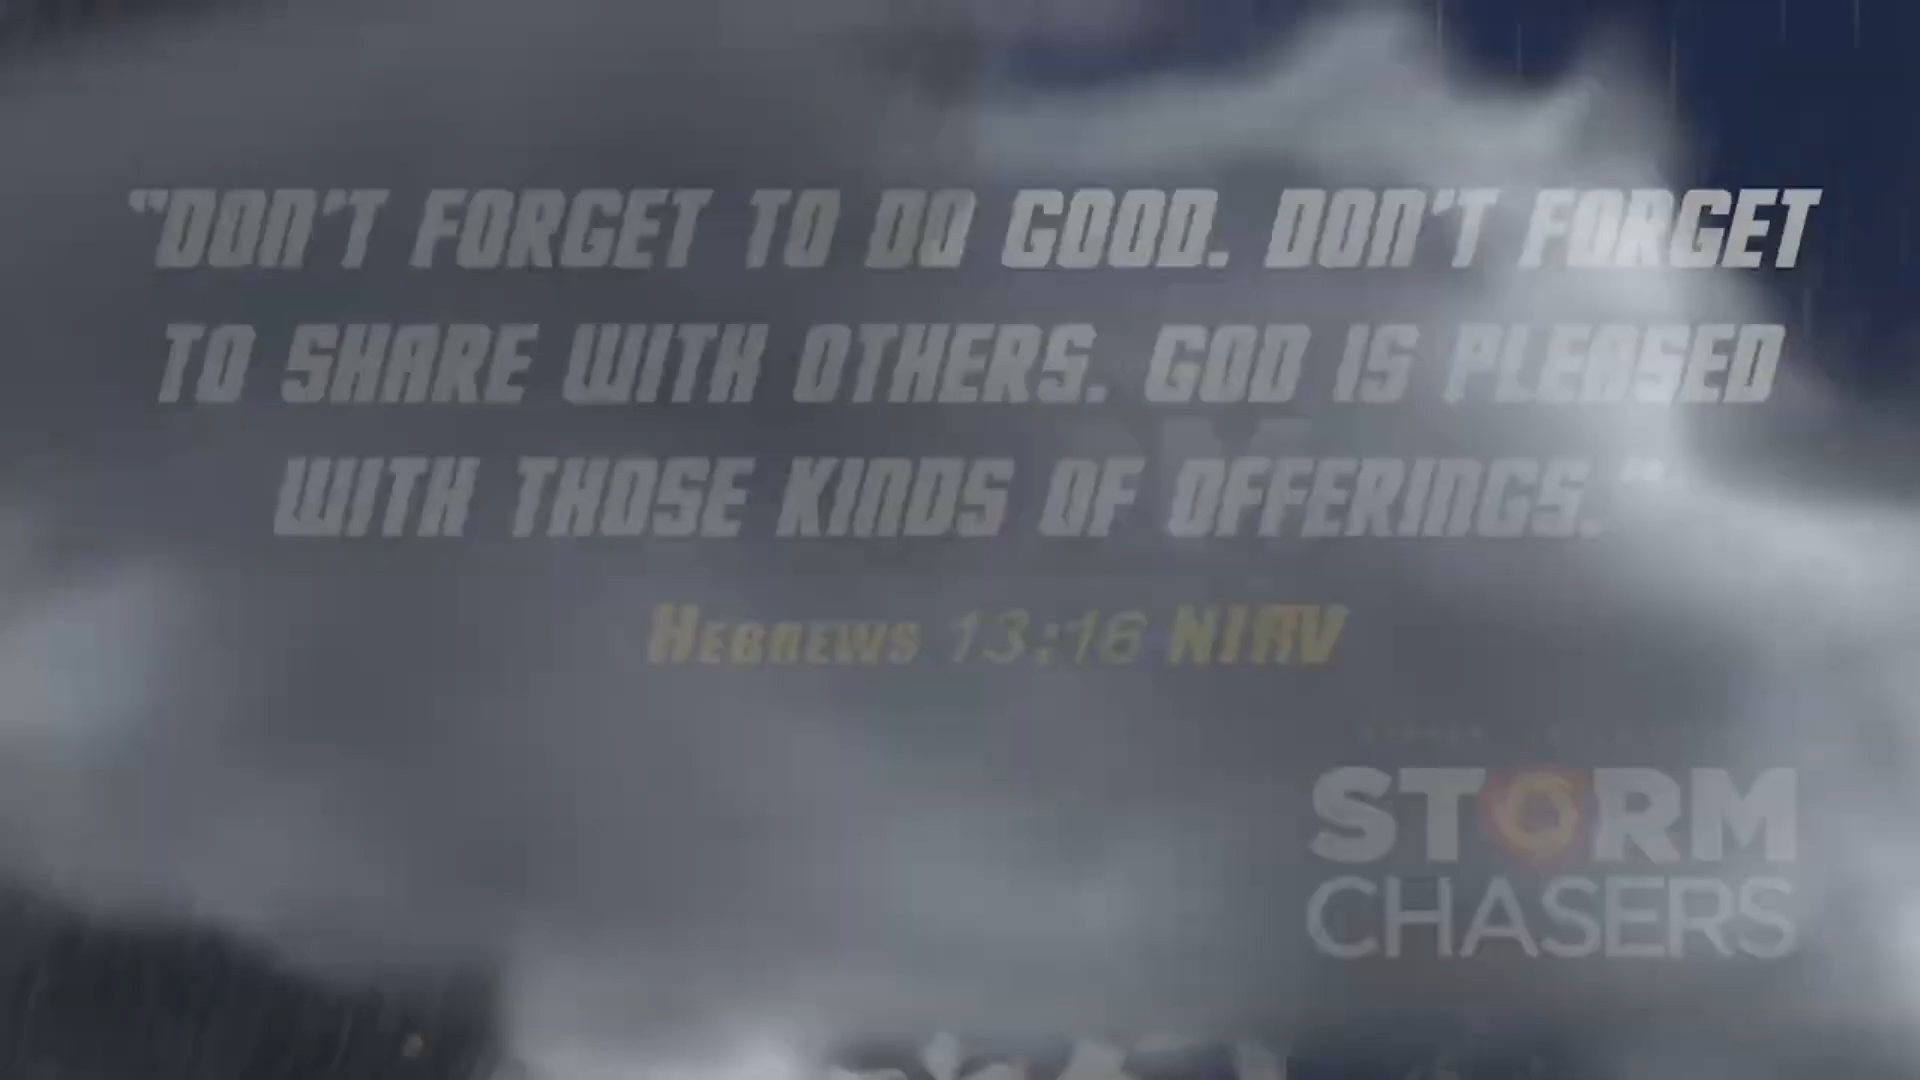 “DON'T FORGET TO DO GOOD. DON'T FORGET
TO SHARE WITH OTHERS. GOD IS PLEASED
WITH THOSE KINDS OF OFFERINGS.”
HEBREWS 13:16 NIRV
STORM
CHASERS